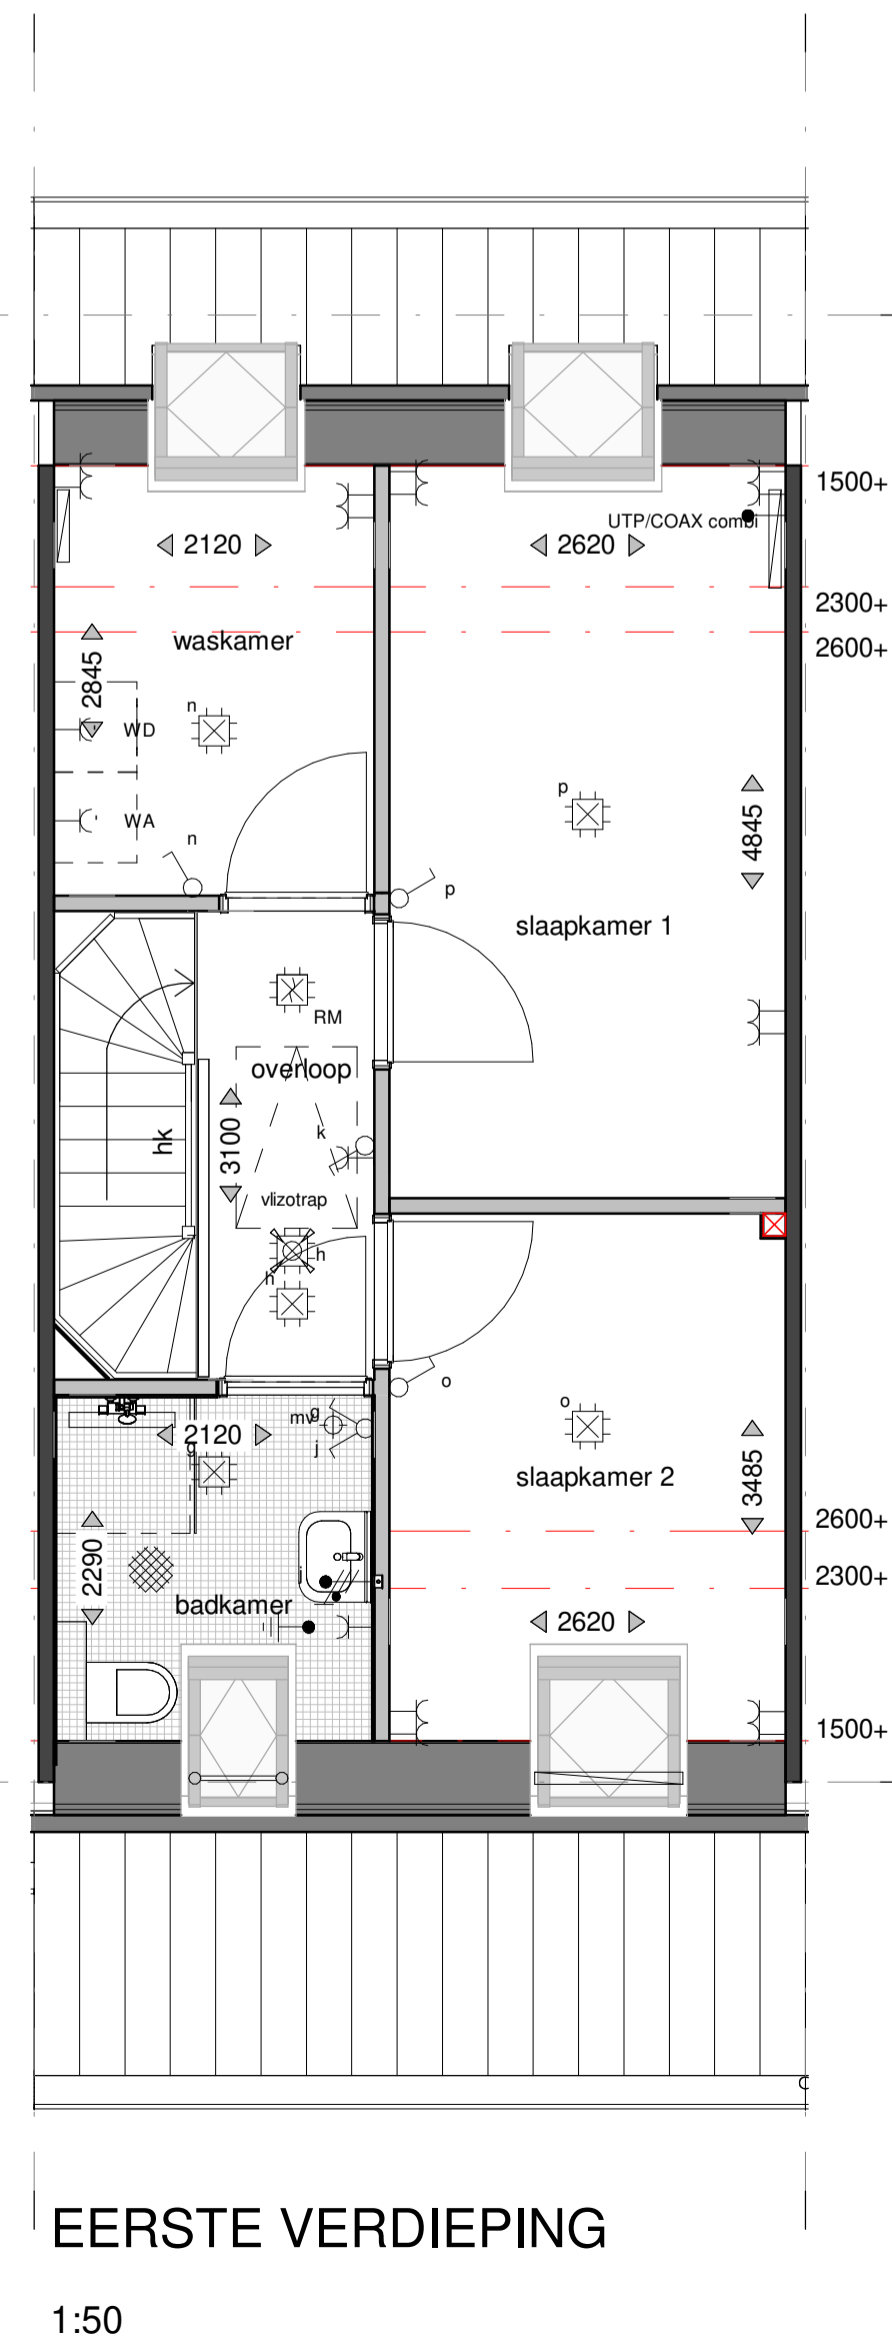 1500+
UTP/COAX combi
2120
2620
2300+
2600+
waskamer
2845
n
WD
p
WA
n
4845
p
slaapkamer 1
RM
overloop
hk
3100
k
vlizotrap
h
h
o
o
mv
g
2120
g
j
slaapkamer 2
3485
2600+
2290
i
2300+
badkamer
2620
1500+
EERSTE VERDIEPING
1:50